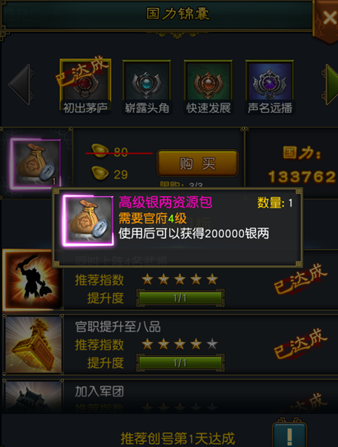 国力锦囊
已达成
初出茅庐 崭露头角 快速发展 声名远播
80
29
购买
国力:
133762
高级银两资源包 数量: 1
需要官府4级
使用后可以获得200000银两
推荐指数
提升度 1/1
已达成
官职提升至八品
推荐指数
提升度 1/1
已达成
加入军团
已达成
推荐创号第1天达成